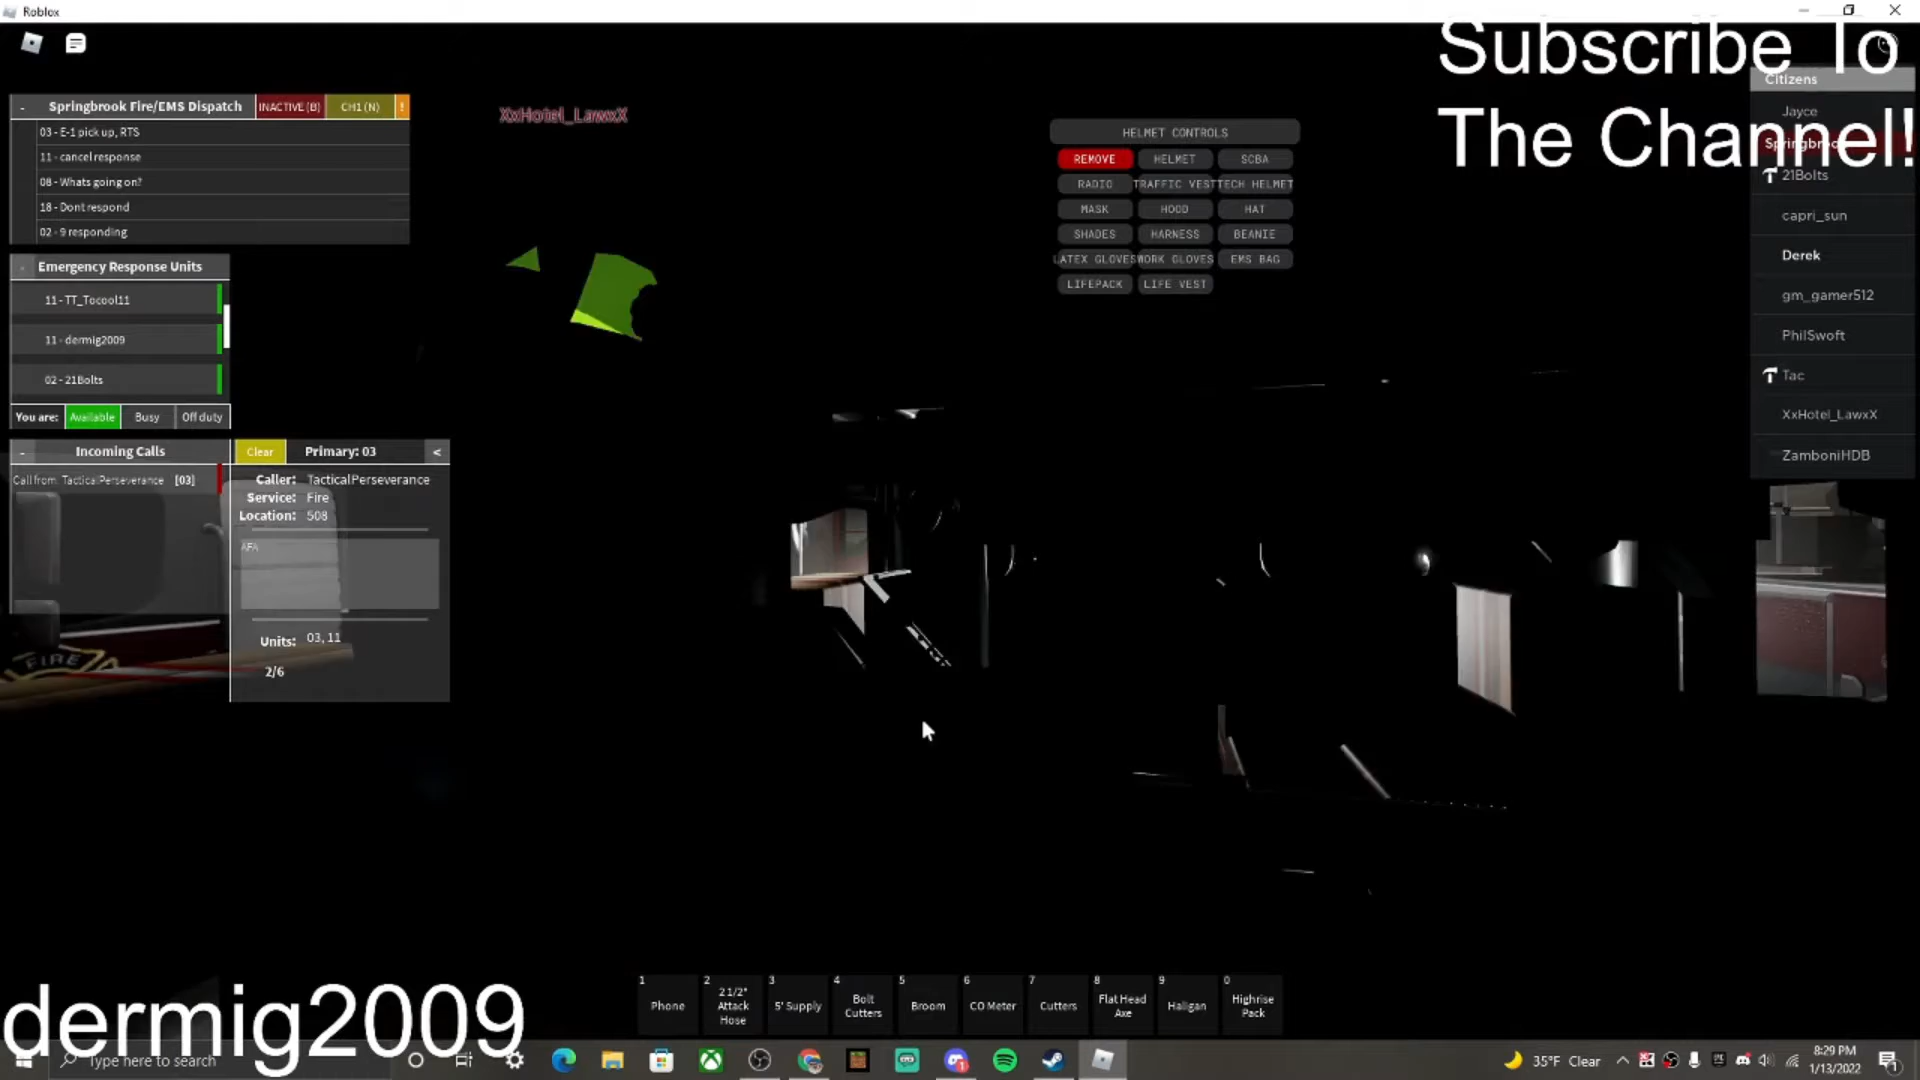 Roblox
Subscribe To
The Channel!
Springbrook Fire/EMS Dispatch
INACTIVE (B)
CH1 (N)
!
03 - E-1 pick up, RTS
11 - cancel response
08 - Whats going on?
18 - Dont respond
02 - 9 responding
XxHotel_LawxX
HELMET CONTROLS
REMOVE HELMET SCBA
RADIO TRAFFIC VEST TECH HELMET
MASK HOOD HAT
SHADES HARNESS BEANIE
LATEX GLOVES WORK GLOVES EMS BAG
LIFEPACK LIFE VEST
Citizens
Jayce
21Bolts
capri_sun
Derek
gm_gamer512
PhilSwoft
Tac
XxHotel_LawxX
ZamboniHDB
- Emergency Response Units
11 - TT_Tocool11
11 - dermig2009
02 - 21Bolts
You are: Available Busy Off duty
- Incoming Calls
Call from: TacticalPerseverance [03]
Clear Primary: 03 <
Caller: TacticalPerseverance
Service: Fire
Location: 508
AFA
Units: 03, 11
2/6
FIRE
dermig2009
1 Phone
2 2 1/2" Attack Hose
3 5' Supply
4 Bolt Cutters
5 Broom
6 CO Meter
7 Cutters
8 Flat Head Axe
9 Haligan
0 Highrise Pack
Type here to search
35°F Clear
8:29 PM
1/13/2022